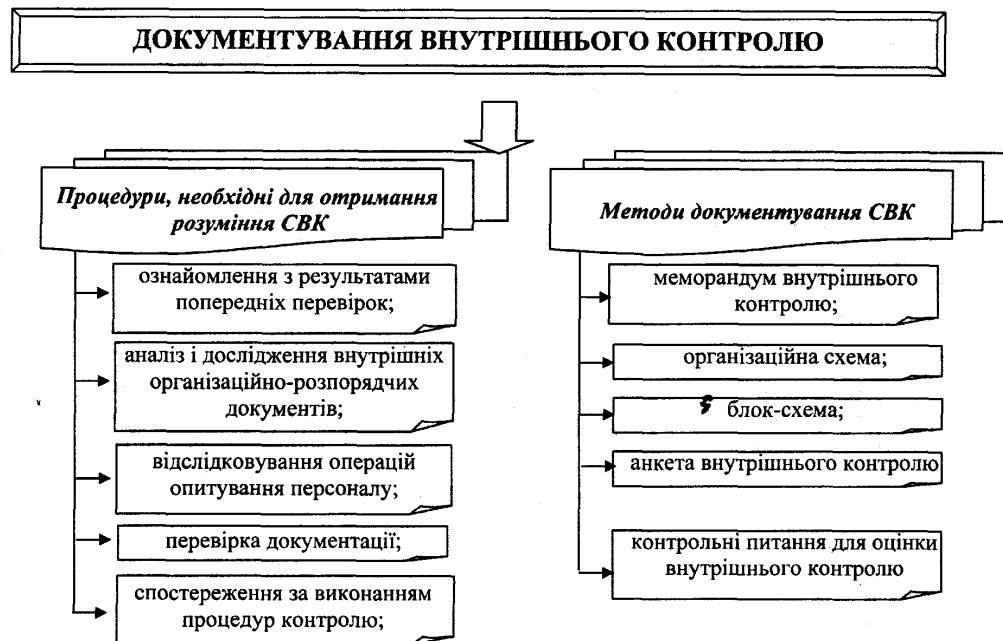 ДОКУМЕНТУВАННЯ ВНУТРІШНЬОГО КОНТРОЛЮ
Процедури, необхідні для отримання
розуміння СВК
ознайомлення з результатами
попередніх перевірок;
аналіз і дослідження внутрішніх
організаційно-розпорядчих
документів;
відслідковування операцій
опитування персоналу;
перевірка документації;
спостереження за виконанням
процедур контролю;
Методи документування СВК
меморандум внутрішнього
контролю;
організаційна схема;
блок-схема;
анкета внутрішнього контролю
контрольні питання для оцінки
внутрішнього контролю